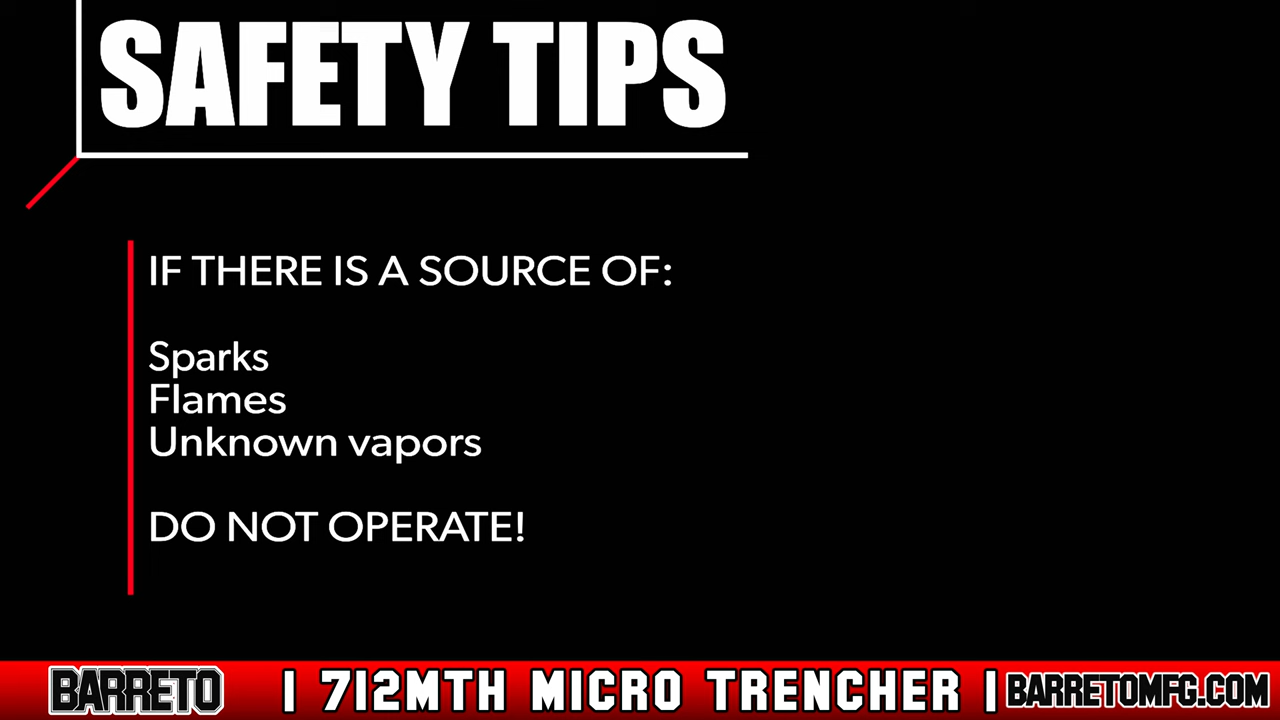 SAFETY TIPS
IF THERE IS A SOURCE OF:
Sparks
Flames
Unknown vapors
DO NOT OPERATE!
BARRETO | 712MTH MICRO TRENCHER | BARRETOMFG.COM